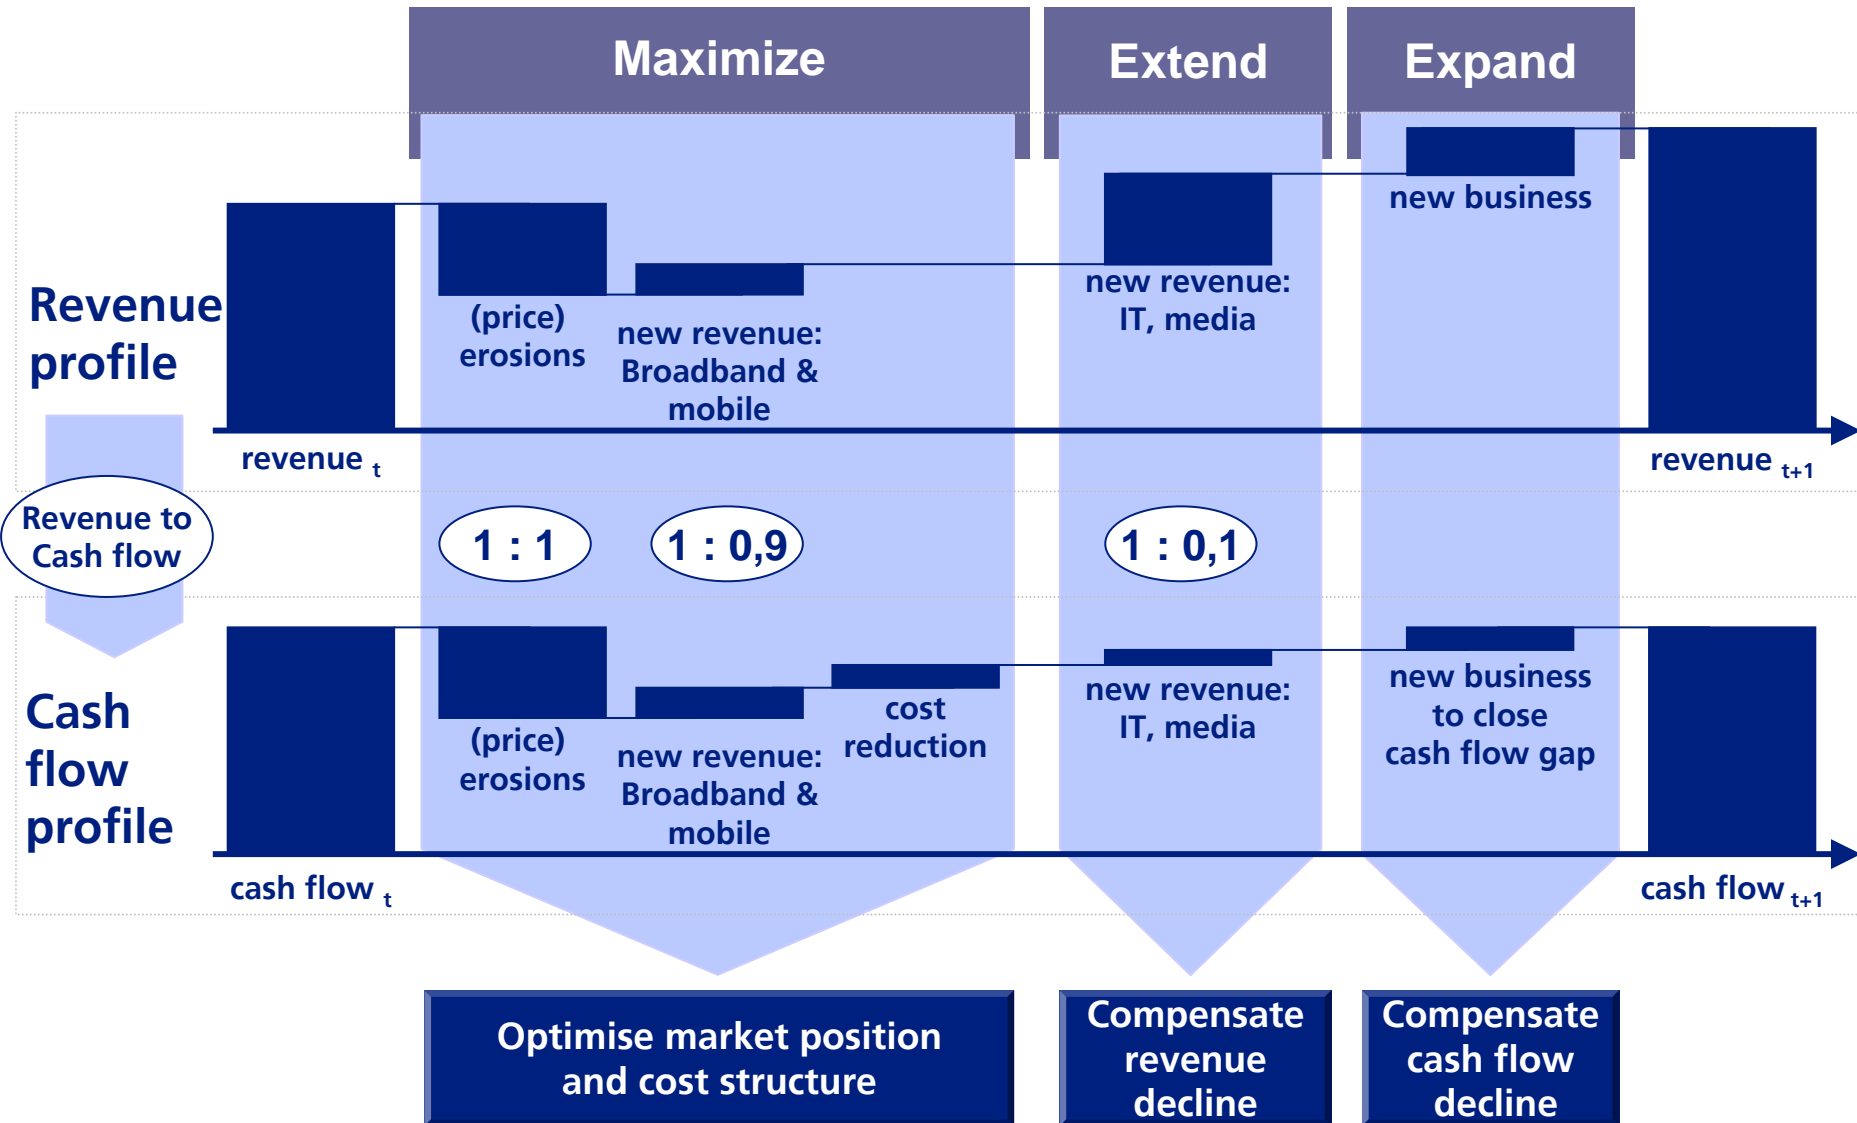 Maximize
Extend
Expand
Revenue
profile
(price)
erosions
new revenue:
Broadband &
mobile
new revenue:
IT, media
new business
revenue t
revenue t+1
Revenue to
Cash flow
1 : 1
1 : 0,9
1 : 0,1
Cash
flow
profile
(price)
erosions
new revenue:
Broadband &
mobile
cost
reduction
new revenue:
IT, media
new business
to close
cash flow gap
cash flow t
cash flow t+1
Optimise market position
and cost structure
Compensate
revenue
decline
Compensate
cash flow
decline